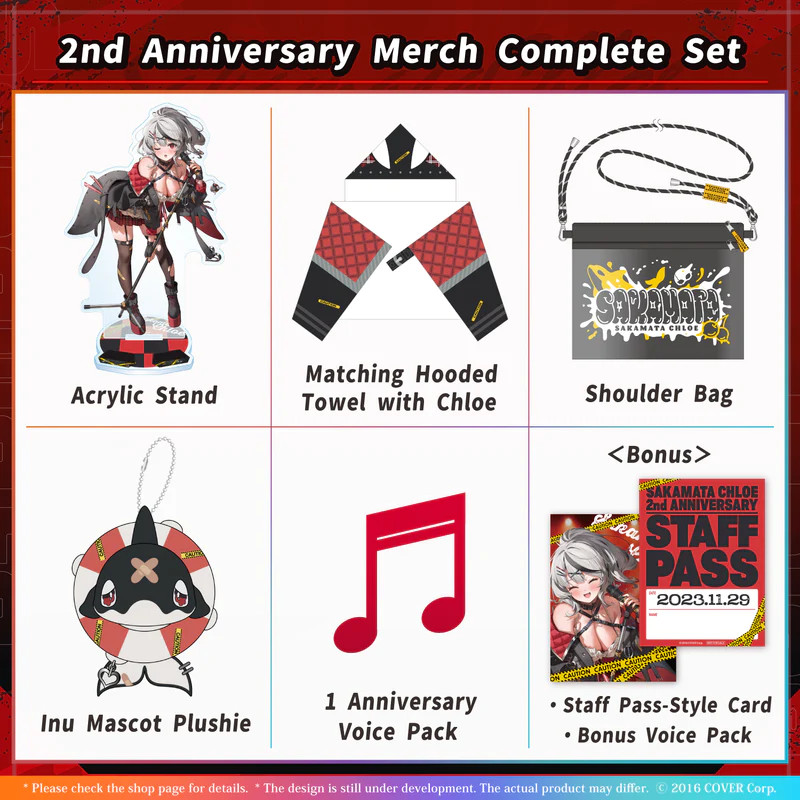 2nd Anniversary Merch Complete Set
Acrylic Stand
Matching Hooded
Towel with Chloe
SAKAMATA
SAKAMATA CHLOE
Shoulder Bag
Inu Mascot Plushie
1 Anniversary
Voice Pack
<Bonus>
SAKAMATA CHLOE
2nd ANNIVERSARY
STAFF
PASS
2023.11.29
CAUTION CAUTION CAUTION
・Staff Pass-Style Card
・Bonus Voice Pack
* Please check the shop page for details. * The design is still under development. The actual product may differ. © 2016 COVER Corp.